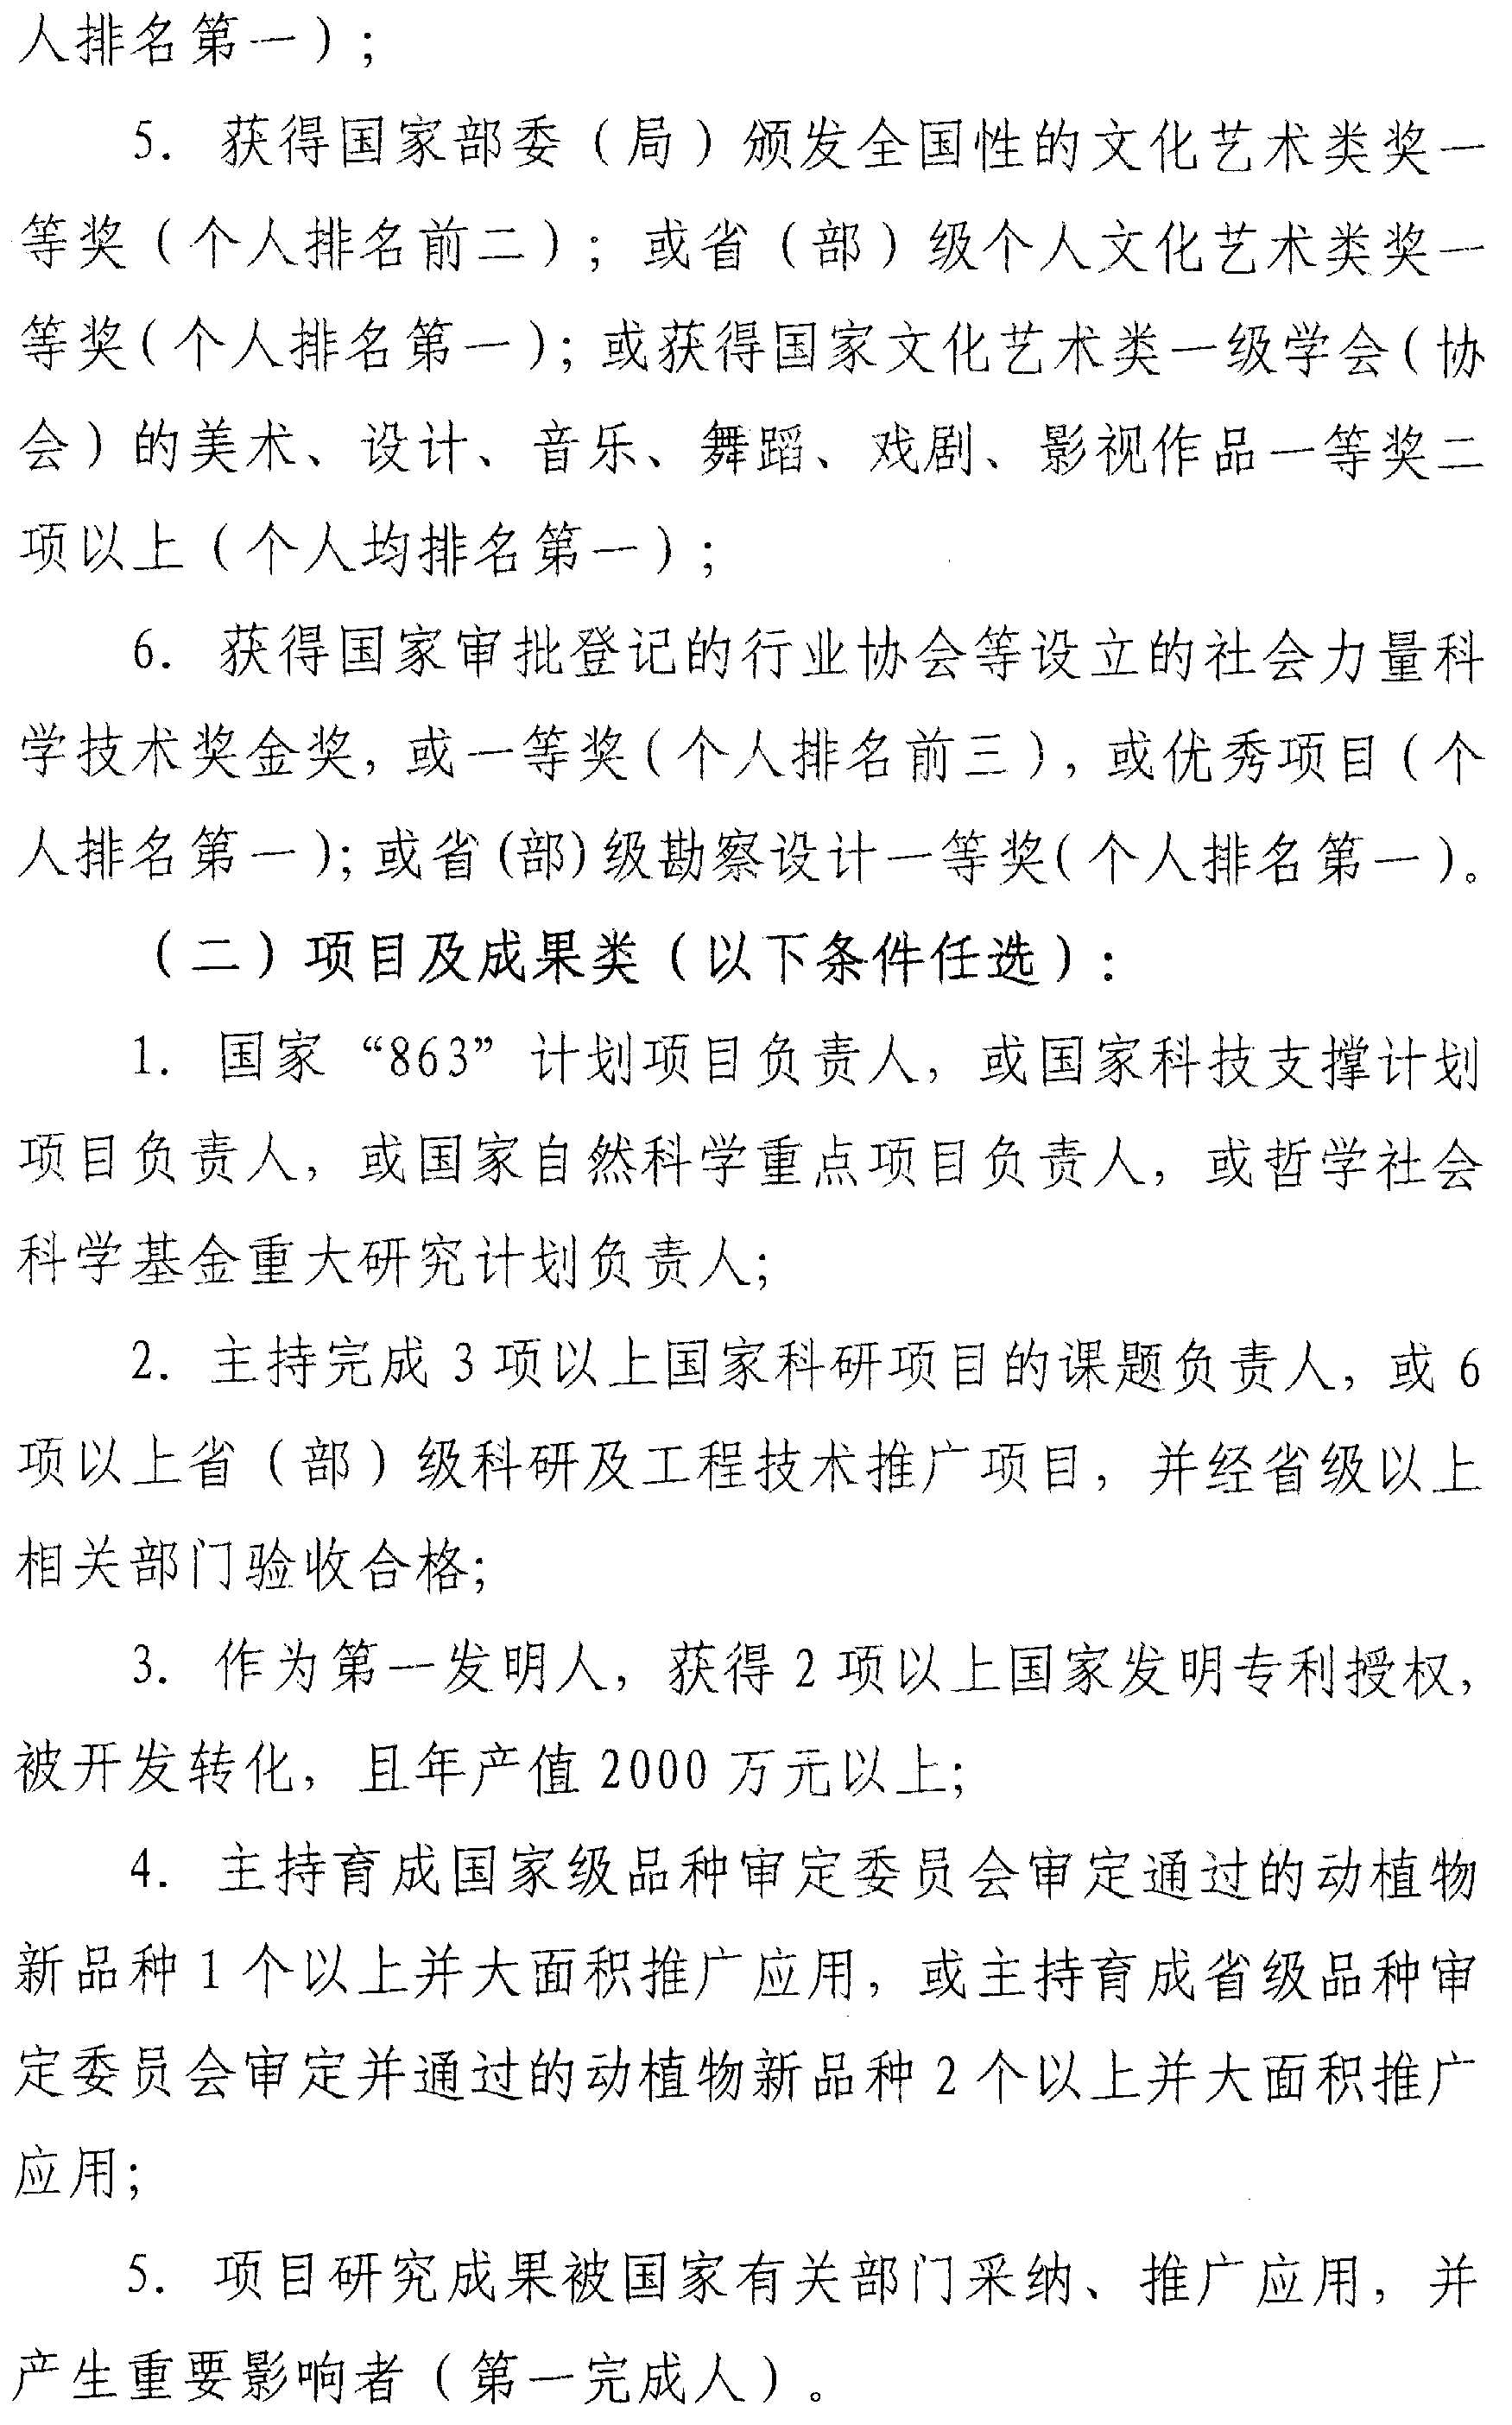 人排名第一）;
5. 获得国家部委（局）颁发全国性的文化艺术类奖一
等奖（个人排名前二）; 或省（部）级个人文化艺术类奖一
等奖(个人排名第一); 或获得国家文化艺术类一级学会(协
会）的美术、设计、音乐、舞蹈、戏剧、影视作品一等奖二
项以上（个人均排名第一）;
6. 获得国家审批登记的行业协会等设立的社会力量科
学技术奖金奖, 或一等奖(个人排名前三), 或优秀项目(个
人排名第一); 或省(部)级勘察设计一等奖(个人排名第一)。
（二）项目及成果类（以下条件任选）:
1. 国家“863”计划项目负责人, 或国家科技支撑计划
项目负责人, 或国家自然科学重点项目负责人, 或哲学社会
科学基金重大研究计划负责人;
2. 主持完成 3 项以上国家科研项目的课题负责人, 或 6
项以上省（部）级科研及工程技术推广项目, 并经省级以上
相关部门验收合格;
3. 作为第一发明人, 获得 2 项以上国家发明专利授权,
被开发转化, 且年产值 2000 万元以上;
4. 主持育成国家级品种审定委员会审定通过的动植物
新品种 1 个以上并大面积推广应用, 或主持育成省级品种审
定委员会审定并通过的动植物新品种 2 个以上并大面积推广
应用;
5. 项目研究成果被国家有关部门采纳、推广应用, 并
产生重要影响者（第一完成人）。